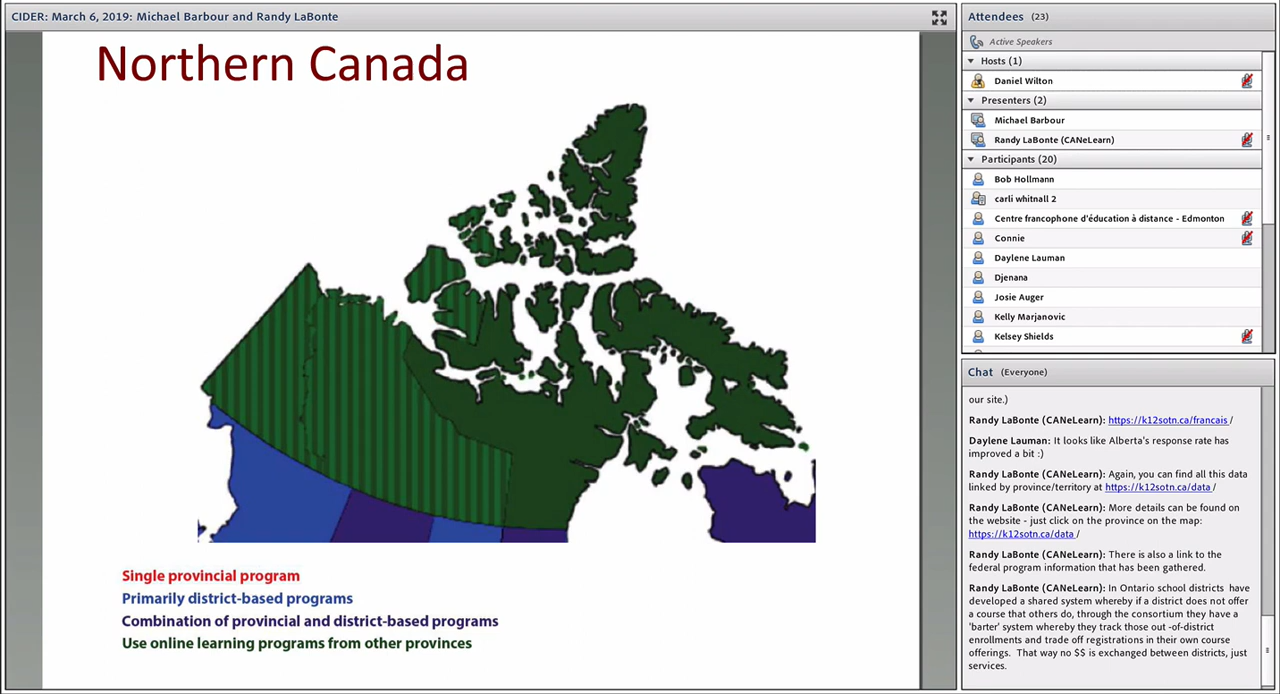 CIDER: March 6, 2019: Michael Barbour and Randy LaBonte
Northern Canada
Single provincial program
Primarily district-based programs
Combination of provincial and district-based programs
Use online learning programs from other provinces
Attendees (23)
Active Speakers
Hosts (1)
Daniel Wilton
Presenters (2)
Michael Barbour
Randy LaBonte (CANeLearn)
Participants (20)
Bob Hollmann
carli whitnall 2
Centre francophone d'éducation à distance - Edmonton
Connie
Daylene Lauman
Djenana
Josie Auger
Kelly Marjanovic
Kelsey Shields
Chat (Everyone)
our site.)
Randy LaBonte (CANeLearn): https://k12sotn.ca/francais /
Daylene Lauman: It looks like Alberta's response rate has
improved a bit :)
Randy LaBonte (CANeLearn): Again, you can find all this data
linked by province/territory at https://k12sotn.ca/data /
Randy LaBonte (CANeLearn): More details can be found on
the website - just click on the province on the map:
https://k12sotn.ca/data /
Randy LaBonte (CANeLearn): There is also a link to the
federal program information that has been gathered.
Randy LaBonte (CANeLearn): In Ontario school districts have
developed a shared system whereby if a district does not offer
a course that others do, through the consortium they have a
'barter' system whereby they track those out -of-district
enrollments and trade off registrations in their own course
offerings. That way no $$ is exchanged between districts, just
services.